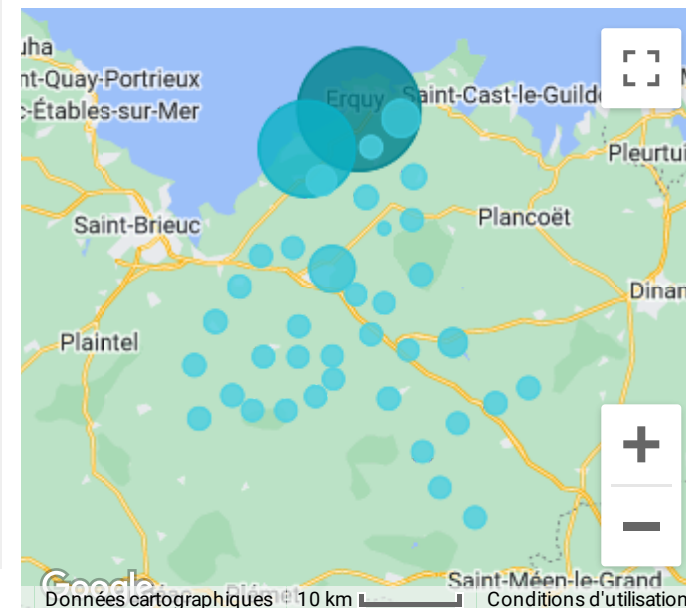 uha
nt-Quay-Portrieux
Erquy
Saint-Cast-le-Guildo
c-Étables-sur-Mer
Pleurtui
Saint-Brieuc
Plancoët
Dinan
Plaintel
Saint-Méen-le-Grand
Google
Données cartographiques
10 km
Conditions d'utilisation